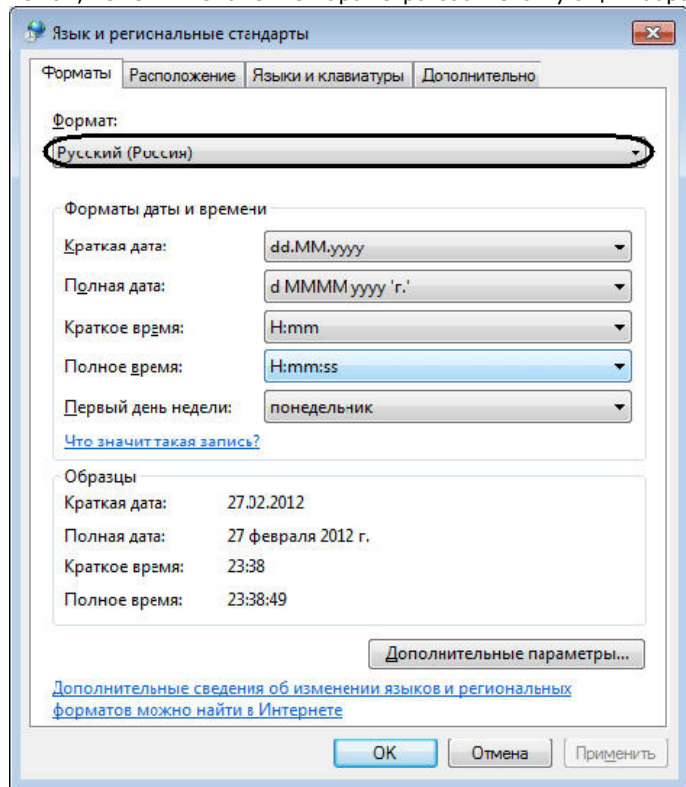 Язык и региональные стандарты
Форматы Расположение Языки и клавиатуры Дополнительно
Формат:
Русский (Россия)
Форматы даты и времени
Краткая дата: dd.MM.yyyy
Полная дата: d MMMM yyyy 'г.'
Краткое время: H:mm
Полное время: H:mm:ss
Первый день недели: понедельник
Что значит такая запись?
Образцы
Краткая дата: 27.02.2012
Полная дата: 27 февраля 2012 г.
Краткое время: 23:38
Полное время: 23:38:49
Дополнительные параметры...
Дополнительные сведения об изменении языков и региональных
форматов можно найти в Интернете
ОК Отмена Применить